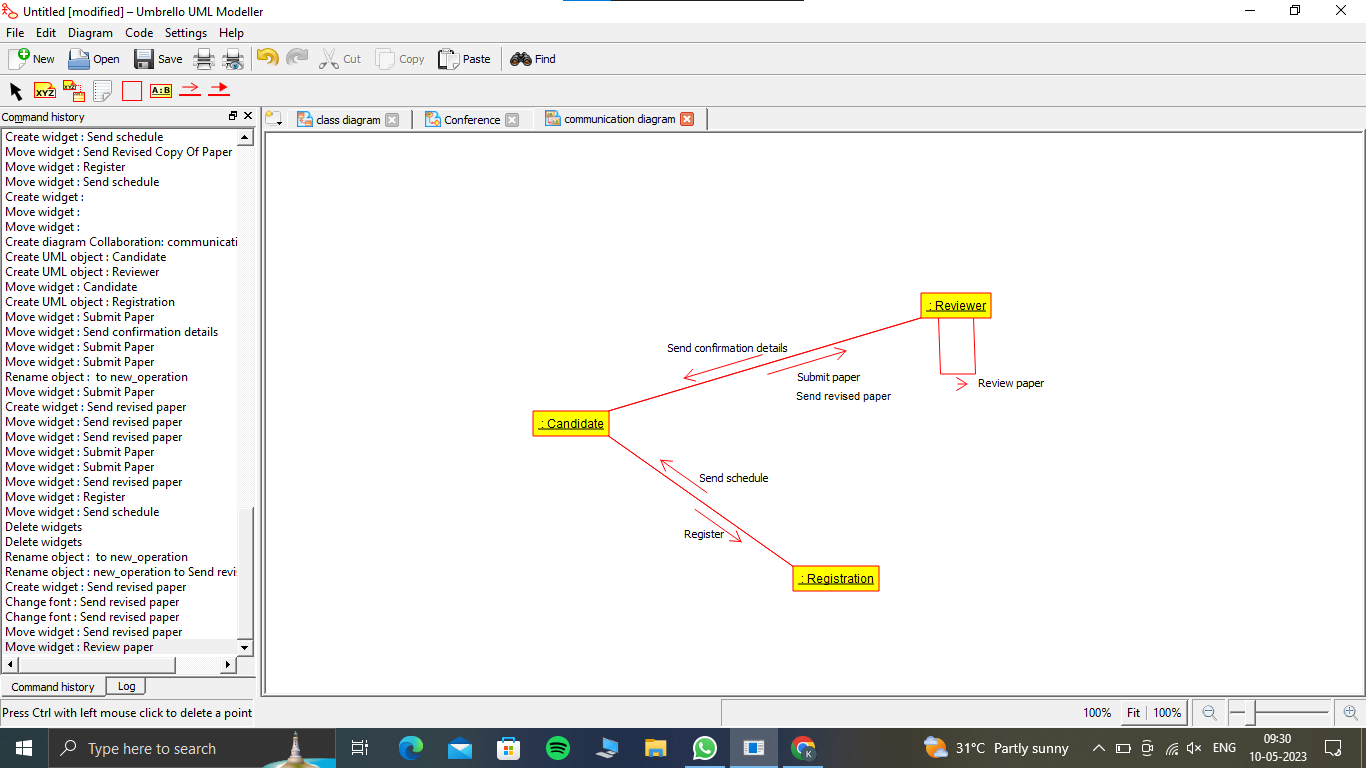 Untitled [modified] – Umbrello UML Modeller
File Edit Diagram Code Settings Help
New Open Save Cut Copy Paste Find
XYZ XYZ A:B
Command history
class diagram Conference communication diagram
Create widget : Send schedule
Move widget : Send Revised Copy Of Paper
Move widget : Register
Move widget : Send schedule
Create widget :
Move widget :
Move widget :
Create diagram Collaboration: communicati
Create UML object : Candidate
Create UML object : Reviewer
Move widget : Candidate
Create UML object : Registration
Move widget : Submit Paper
Move widget : Send confirmation details
Move widget : Submit Paper
Move widget : Submit Paper
Rename object : to new_operation
Move widget : Submit Paper
Create widget : Send revised paper
Move widget : Send revised paper
Move widget : Send revised paper
Move widget : Submit Paper
Move widget : Submit Paper
Move widget : Send revised paper
Move widget : Register
Move widget : Send schedule
Delete widgets
Delete widgets
Rename object : to new_operation
Rename object : new_operation to Send revi
Create widget : Send revised paper
Change font : Send revised paper
Change font : Send revised paper
Move widget : Send revised paper
Move widget : Review paper
Command history Log
: Reviewer
Send confirmation details
Submit paper
Send revised paper
Review paper
: Candidate
Send schedule
Register
: Registration
Press Ctrl with left mouse click to delete a point
100% Fit 100%
Type here to search
31°C Partly sunny
ENG
09:30
10-05-2023